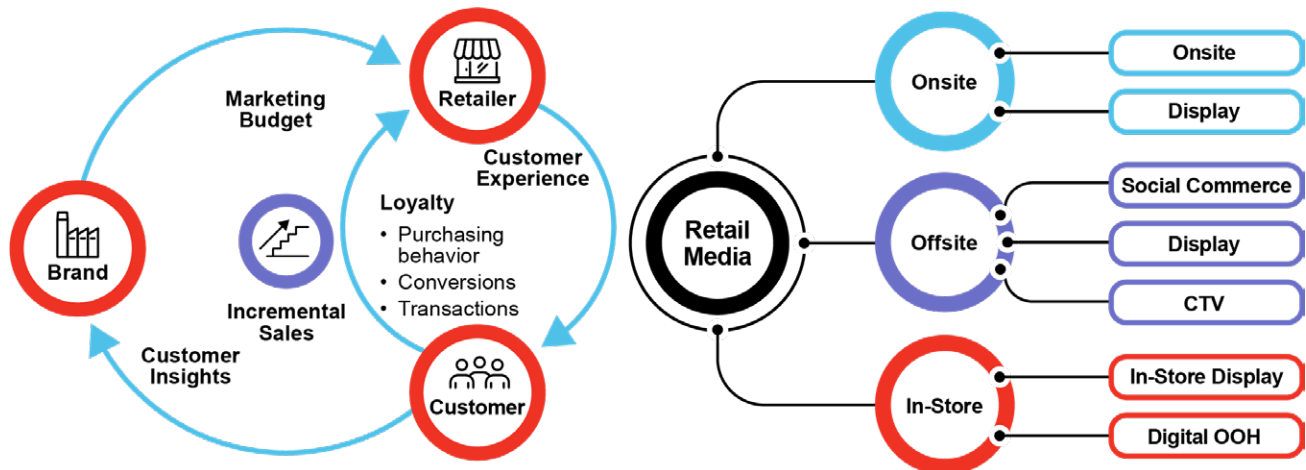 Retailer
Marketing
Budget
Customer
Experience
Loyalty
• Purchasing
behavior
• Conversions
• Transactions
Brand
Incremental
Sales
Customer
Insights
Customer
Retail
Media
Onsite
Onsite
Display
Offsite
Social Commerce
Display
CTV
In-Store
In-Store Display
Digital OOH